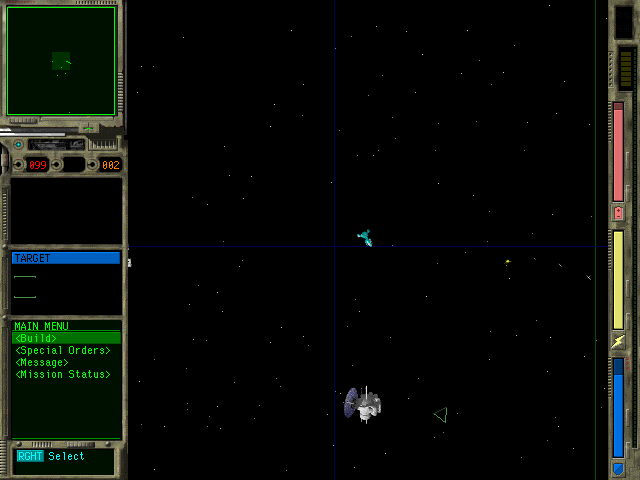 099 002
TARGET
MAIN MENU
<Build>
<Special Orders>
<Message>
<Mission Status>
RGHT Select